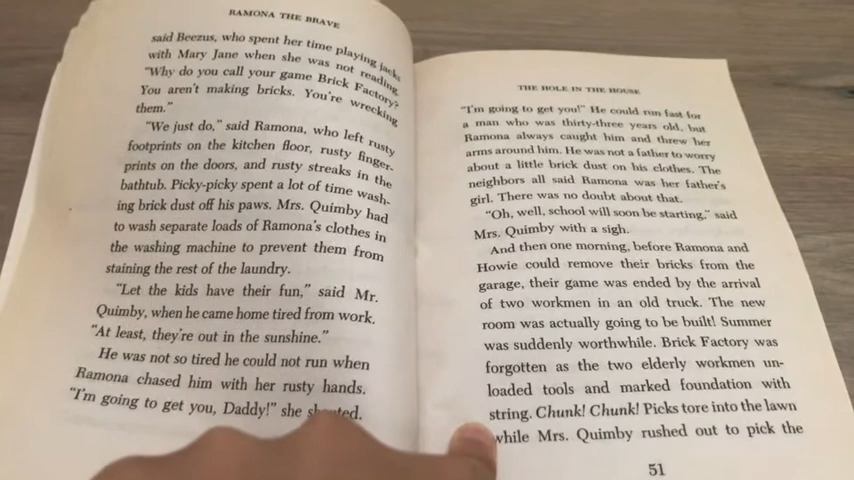 RAMONA THE BRAVE
said Beezus, who spent her time playing jacks
with Mary Jane when she was not reading.
"Why do you call your game Brick Factory?
You aren't making bricks. You're wrecking
them."
"We just do," said Ramona, who left rusty
footprints on the kitchen floor, rusty finger-
prints on the doors, and rusty streaks in the
bathtub. Picky-picky spent a lot of time wash-
ing brick dust off his paws. Mrs. Quimby had
to wash separate loads of Ramona's clothes in
the washing machine to prevent them from
staining the rest of the laundry.
"Let the kids have their fun," said Mr.
Quimby, when he came home tired from work.
"At least, they're out in the sunshine."
He was not so tired he could not run when
Ramona chased him with her rusty hands.
"I'm going to get you, Daddy!" she shouted.
THE HOLE IN THE HOUSE
"I'm going to get you!" He could run fast for
a man who was thirty-three years old, but
Ramona always caught him and threw her
arms around him. He was not a father to worry
about a little brick dust on his clothes. The
neighbors all said Ramona was her father's
girl. There was no doubt about that.
"Oh, well, school will soon be starting," said
Mrs. Quimby with a sigh.
And then one morning, before Ramona and
Howie could remove their bricks from the
garage, their game was ended by the arrival
of two workmen in an old truck. The new
room was actually going to be built! Summer
was suddenly worthwhile. Brick Factory was
forgotten as the two elderly workmen un-
loaded tools and marked foundation with
string. Chunk! Chunk! Picks tore into the lawn
while Mrs. Quimby rushed out to pick the
51